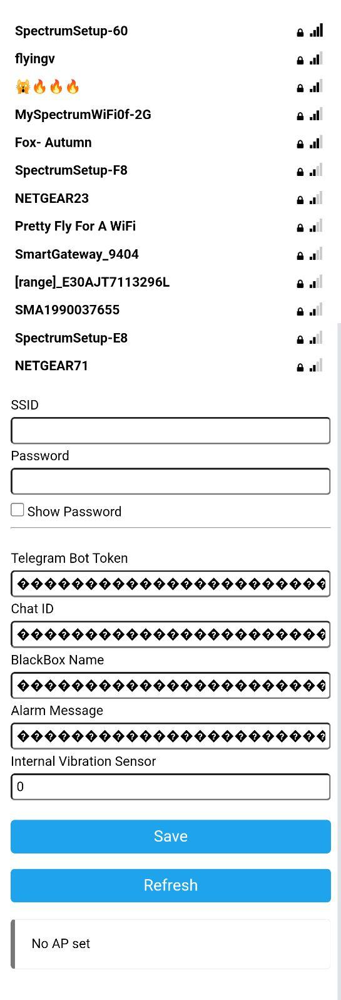 SpectrumSetup-60
flyingv
🙀🔥🔥🔥
MySpectrumWiFi0f-2G
Fox- Autumn
SpectrumSetup-F8
NETGEAR23
Pretty Fly For A WiFi
SmartGateway_9404
[range]_E30AJT7113296L
SMA1990037655
SpectrumSetup-E8
NETGEAR71
SSID
Password
Show Password
Telegram Bot Token
�����������������������
Chat ID
�����������������������
BlackBox Name
�����������������������
Alarm Message
�����������������������
Internal Vibration Sensor
0
Save
Refresh
No AP set